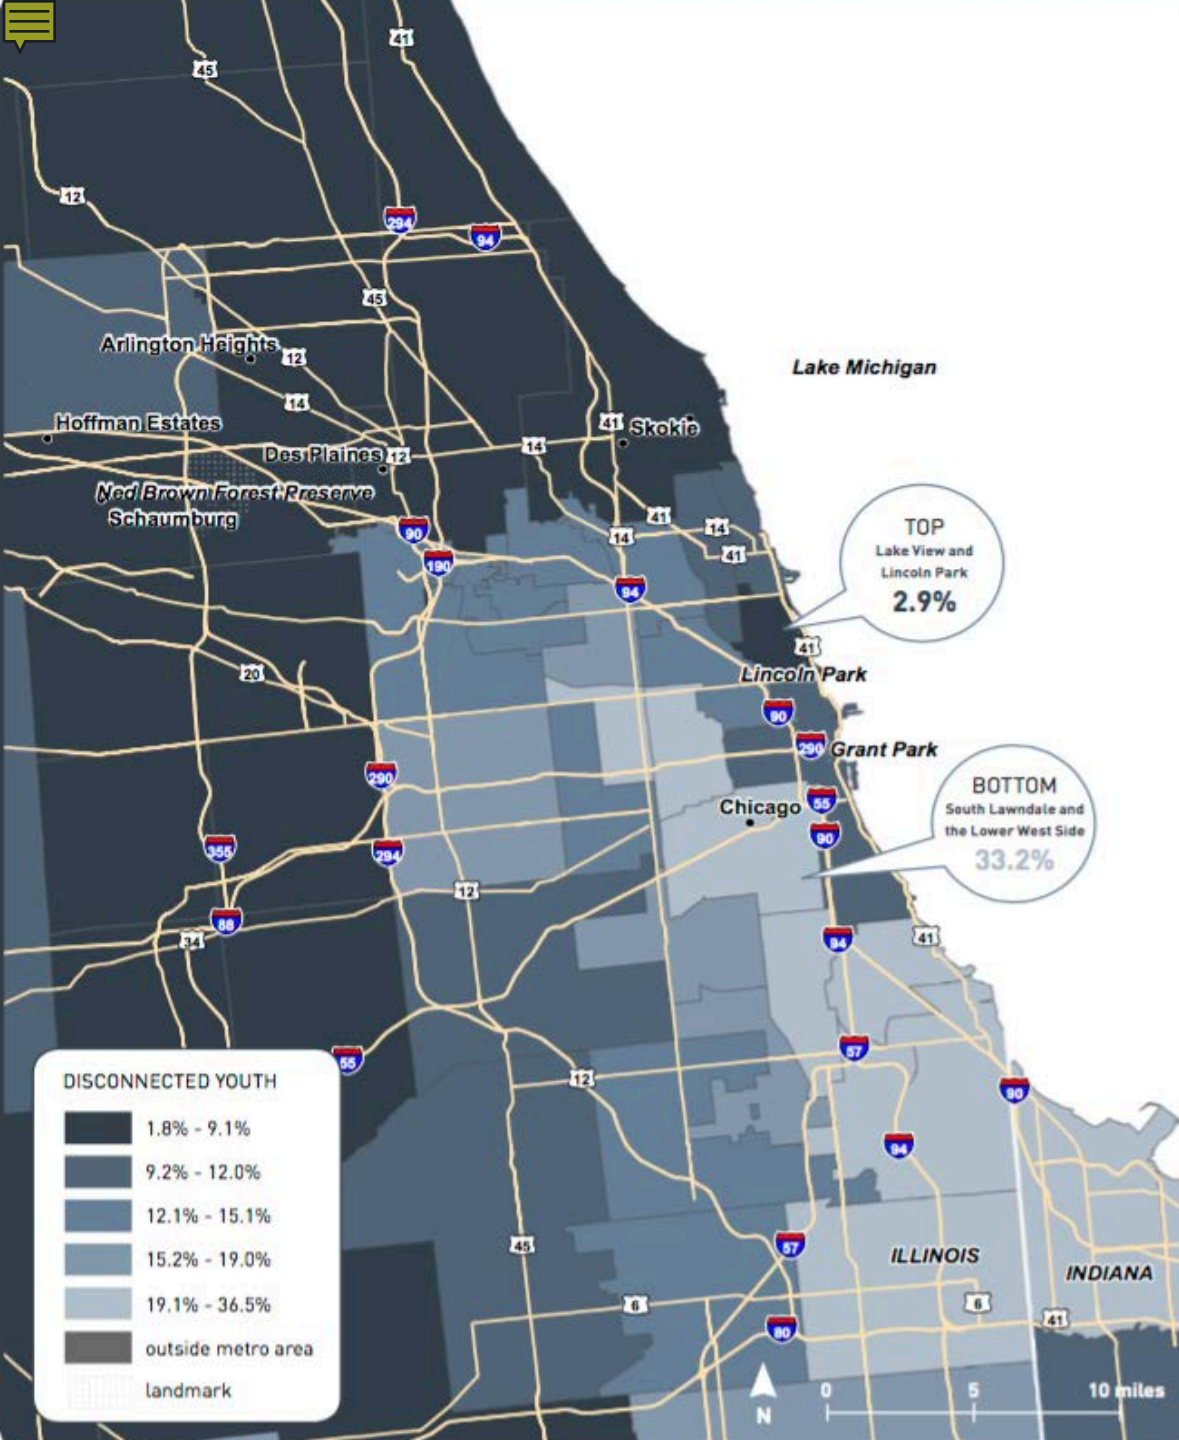 41
45
12
294
94
45
Arlington Heights
12
Lake Michigan
14
Hoffman Estates
41
Skokie
14
Des Plaines
12
Ned Brown Forest Preserve
Schaumburg
41
14
90
14
41
190
94
TOP
Lake View and
Lincoln Park
2.9%
41
20
Lincoln Park
90
290
Grant Park
290
55
Chicago
90
BOTTOM
South Lawndale and
the Lower West Side
33.2%
355
294
12
88
34
94
41
57
55
12
90
94
DISCONNECTED YOUTH
1.8% - 9.1%
9.2% - 12.0%
12.1% - 15.1%
15.2% - 19.0%
19.1% - 36.5%
outside metro area
landmark
45
57
ILLINOIS
INDIANA
6
6
41
80
N
0
5
10 miles